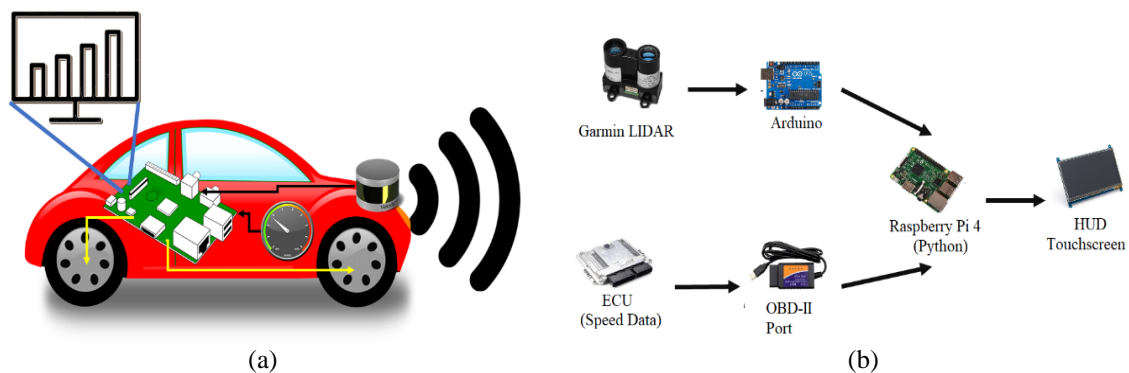 Garmin LIDAR
Arduino
Raspberry Pi 4
(Python)
HUD
Touchscreen
ECU
(Speed Data)
OBD-II
Port
(a)
(b)